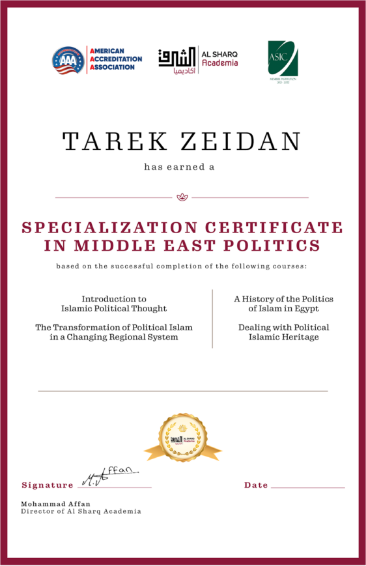 AMERICAN
ACCREDITATION
ASSOCIATION
AAA
الشرق
أكاديميا
AL SHARQ
Academia
ASIC
TAREK ZEIDAN
has earned a
SPECIALIZATION CERTIFICATE
IN MIDDLE EAST POLITICS
based on the successful completion of the following courses:
Introduction to
Islamic Political Thought
The Transformation of Political Islam
in a Changing Regional System
A History of the Politics
of Islam in Egypt
Dealing with Political
Islamic Heritage
الشرق
Signature
Affan
Date
Mohammad Affan
Director of Al Sharq Academia